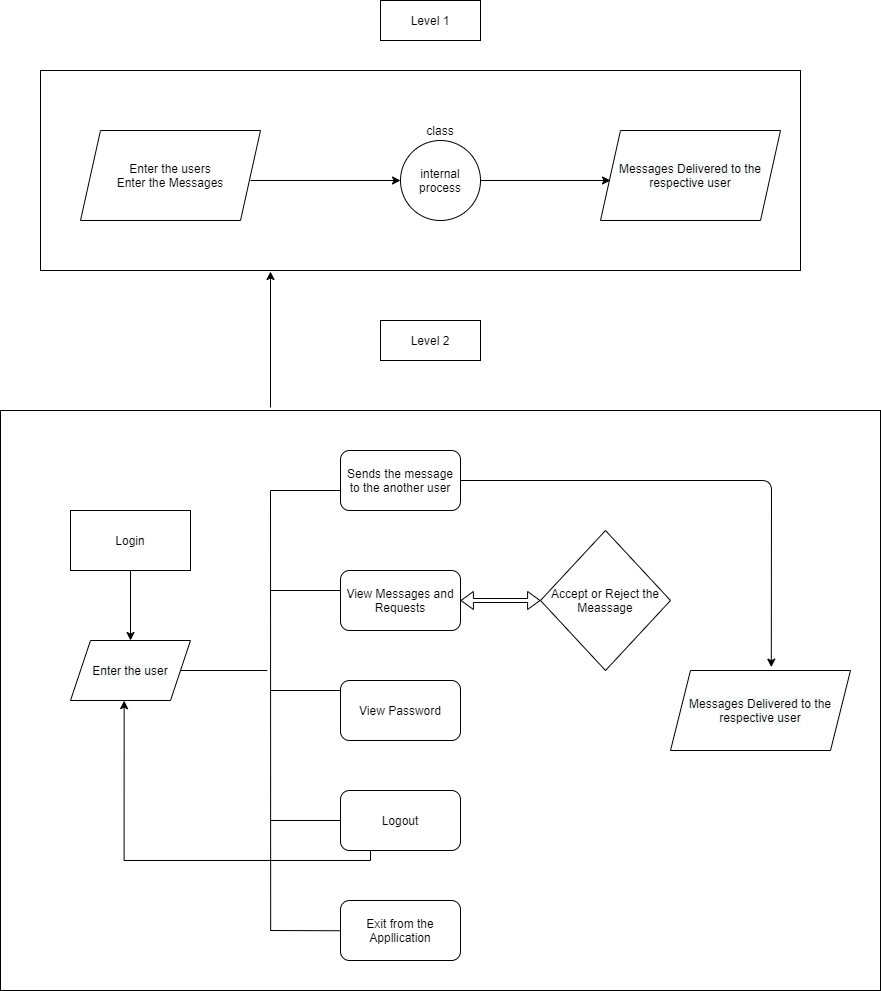 Level 1
class
Enter the users
Enter the Messages
internal
process
Messages Delivered to the
respective user
Level 2
Sends the message
to the another user
Login
View Messages and
Requests
Accept or Reject the
Meassage
Enter the user
View Password
Messages Delivered to the
respective user
Logout
Exit from the
Appllication